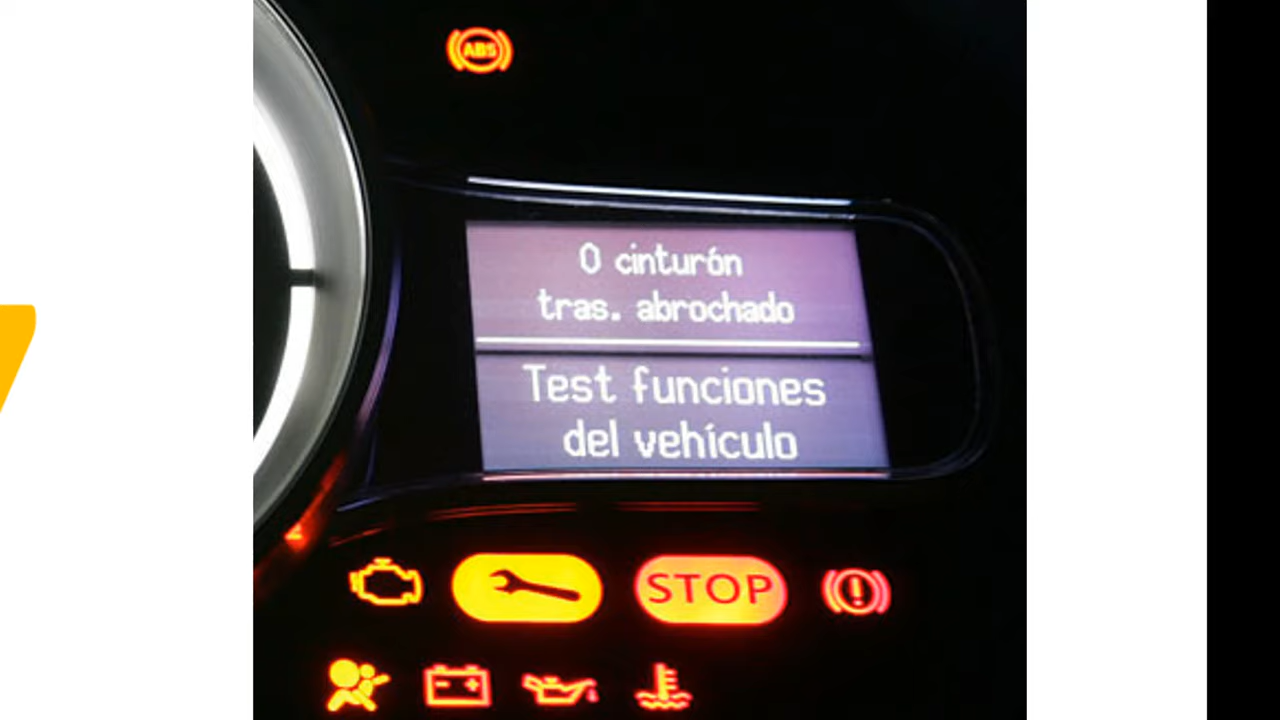 ABS
0 cinturón
tras. abrochado
Test funciones
del vehículo
STOP